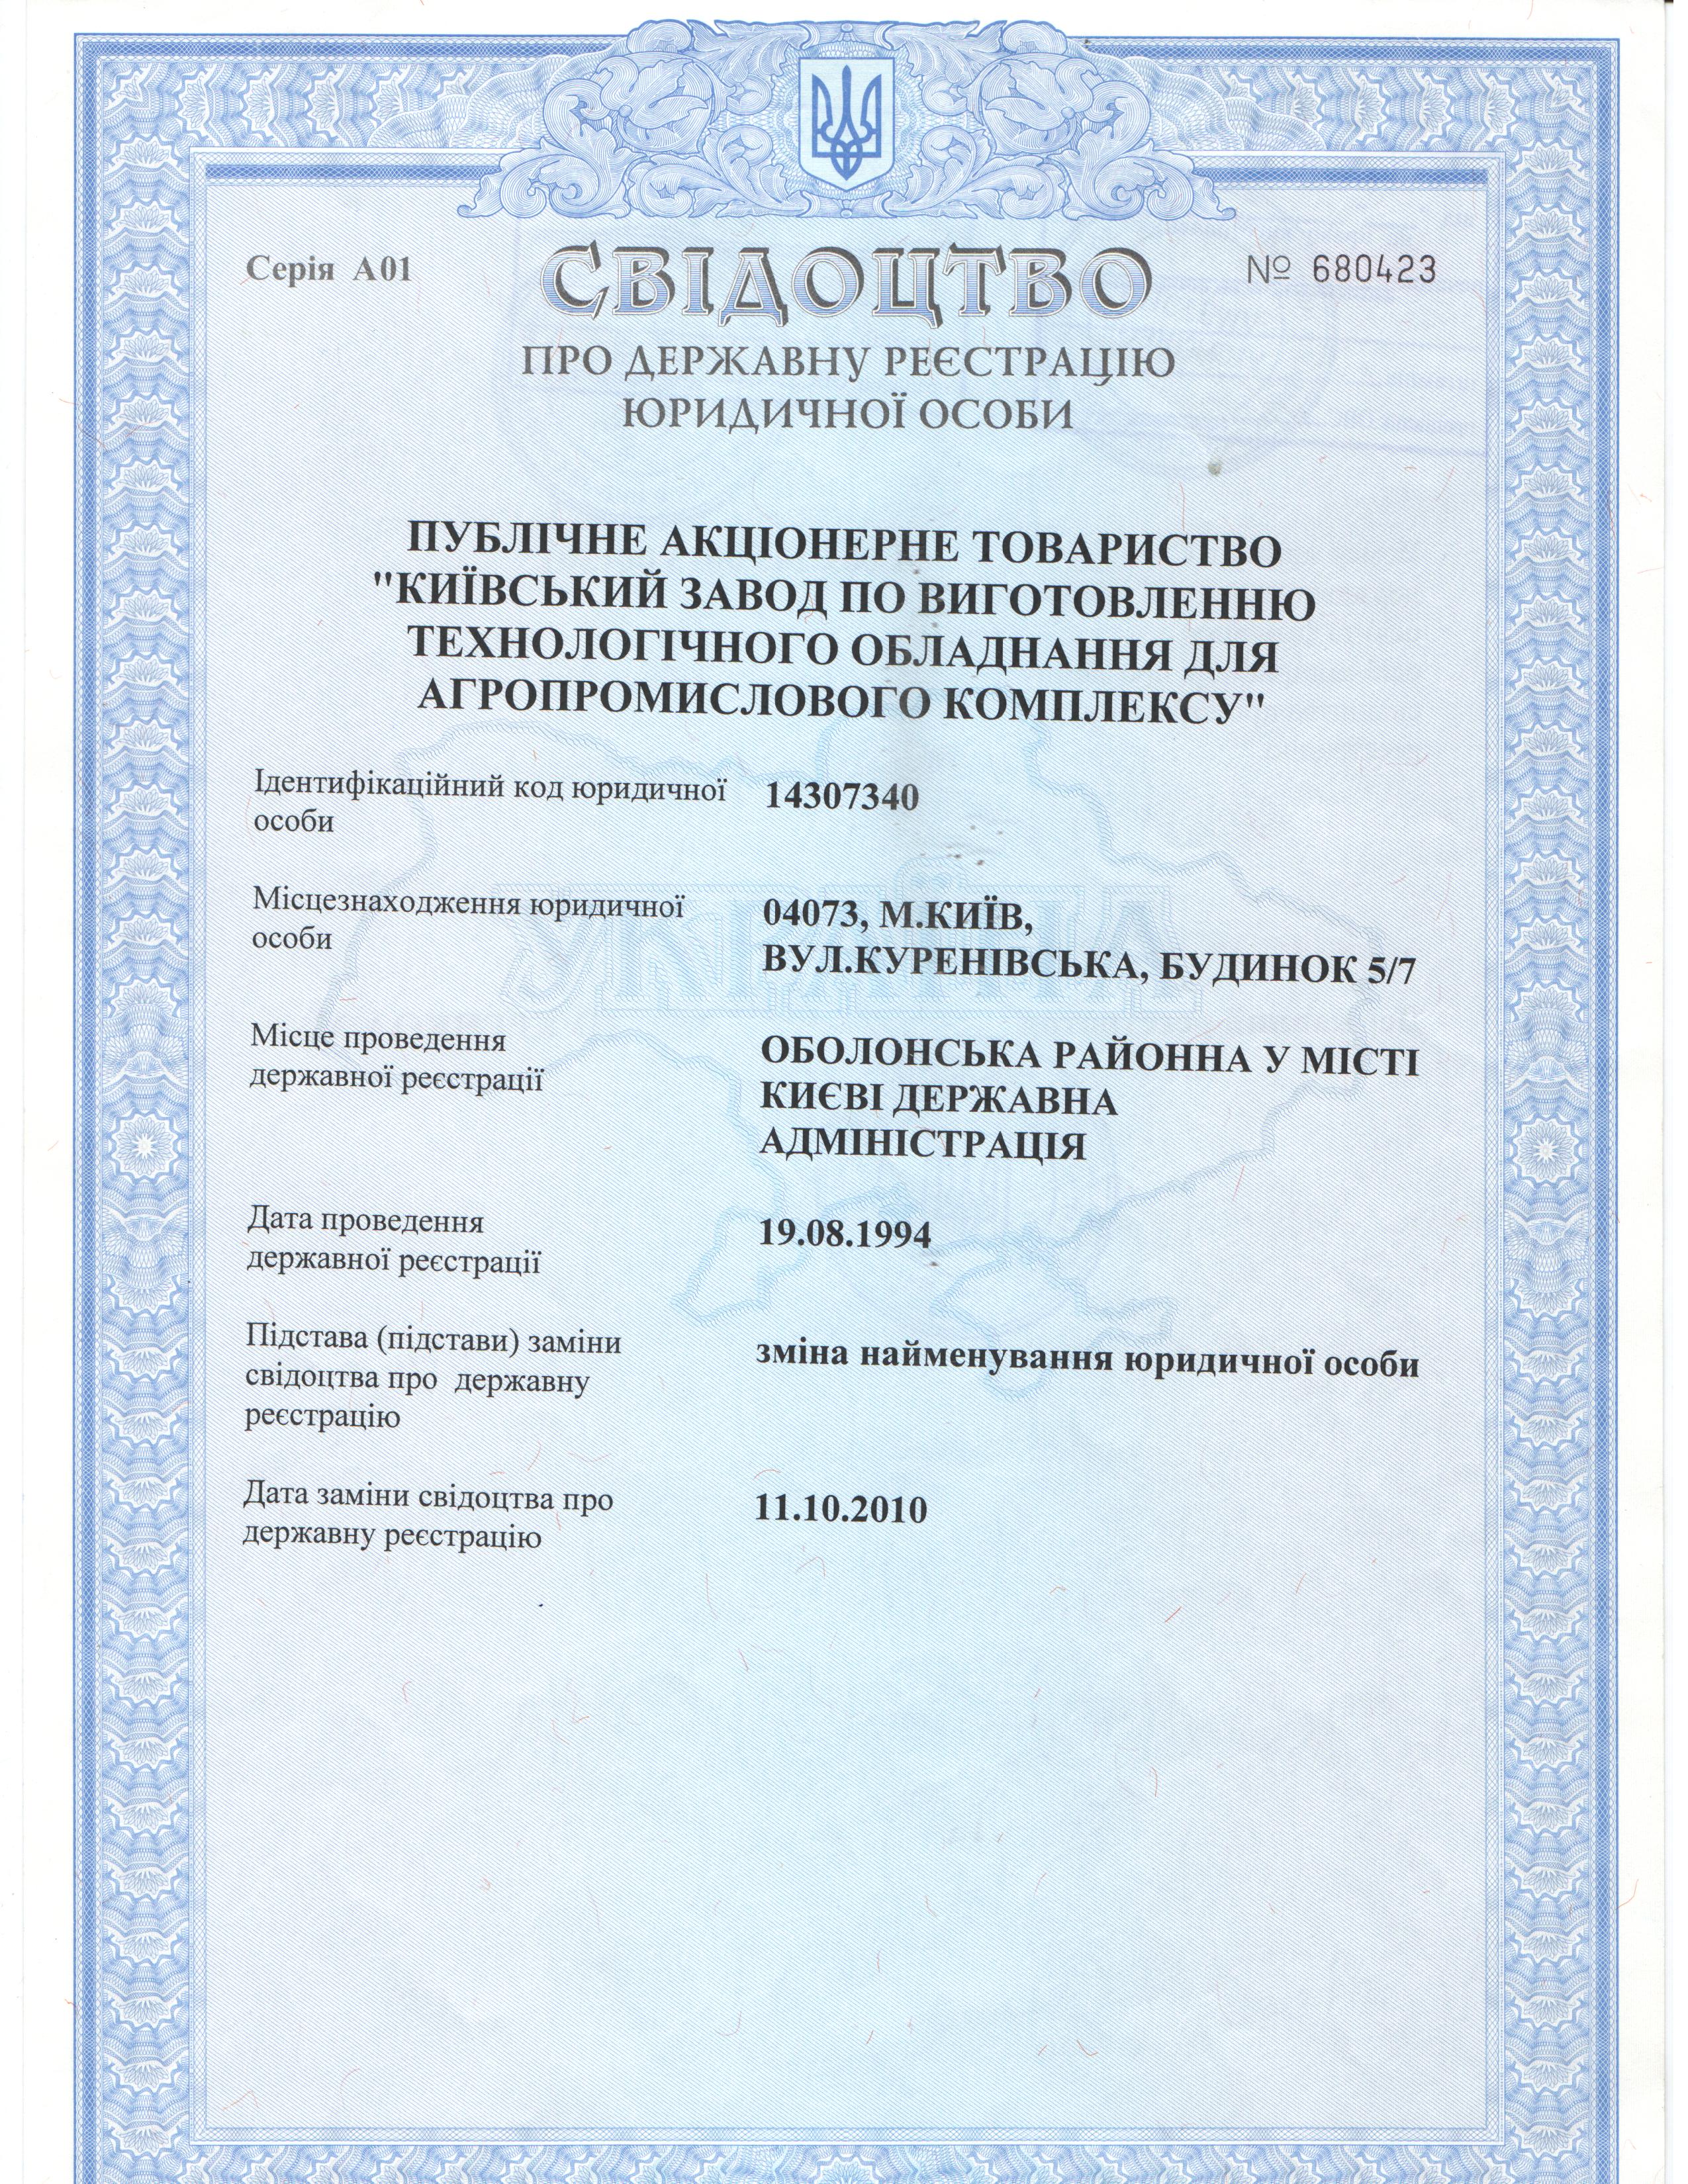 Серія А01
СВІДОЦТВО
№ 680423
ПРО ДЕРЖАВНУ РЕЄСТРАЦІЮ
ЮРИДИЧНОЇ ОСОБИ
ПУБЛІЧНЕ АКЦІОНЕРНЕ ТОВАРИСТВО
"КИЇВСЬКИЙ ЗАВОД ПО ВИГОТОВЛЕННЮ
ТЕХНОЛОГІЧНОГО ОБЛАДНАННЯ ДЛЯ
АГРОПРОМИСЛОВОГО КОМПЛЕКСУ"
Ідентифікаційний код юридичної
особи
14307340
Місцезнаходження юридичної
особи
04073, М.КИЇВ,
ВУЛ.КУРЕНІВСЬКА, БУДИНОК 5/7
УКРАЇНА
Місце проведення
державної реєстрації
ОБОЛОНСЬКА РАЙОННА У МІСТІ
КИЄВІ ДЕРЖАВНА
АДМІНІСТРАЦІЯ
Дата проведення
державної реєстрації
19.08.1994
Підстава (підстави) заміни
свідоцтва про державну
реєстрацію
зміна найменування юридичної особи
Дата заміни свідоцтва про
державну реєстрацію
11.10.2010